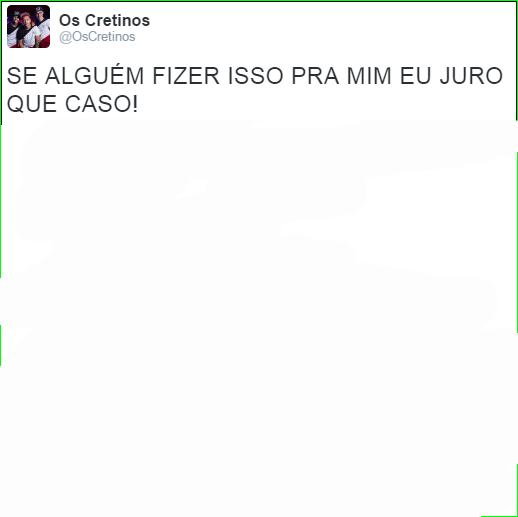 Os Cretinos
@OsCretinos
SE ALGUÉM FIZER ISSO PRA MIM EU JURO
QUE CASO!